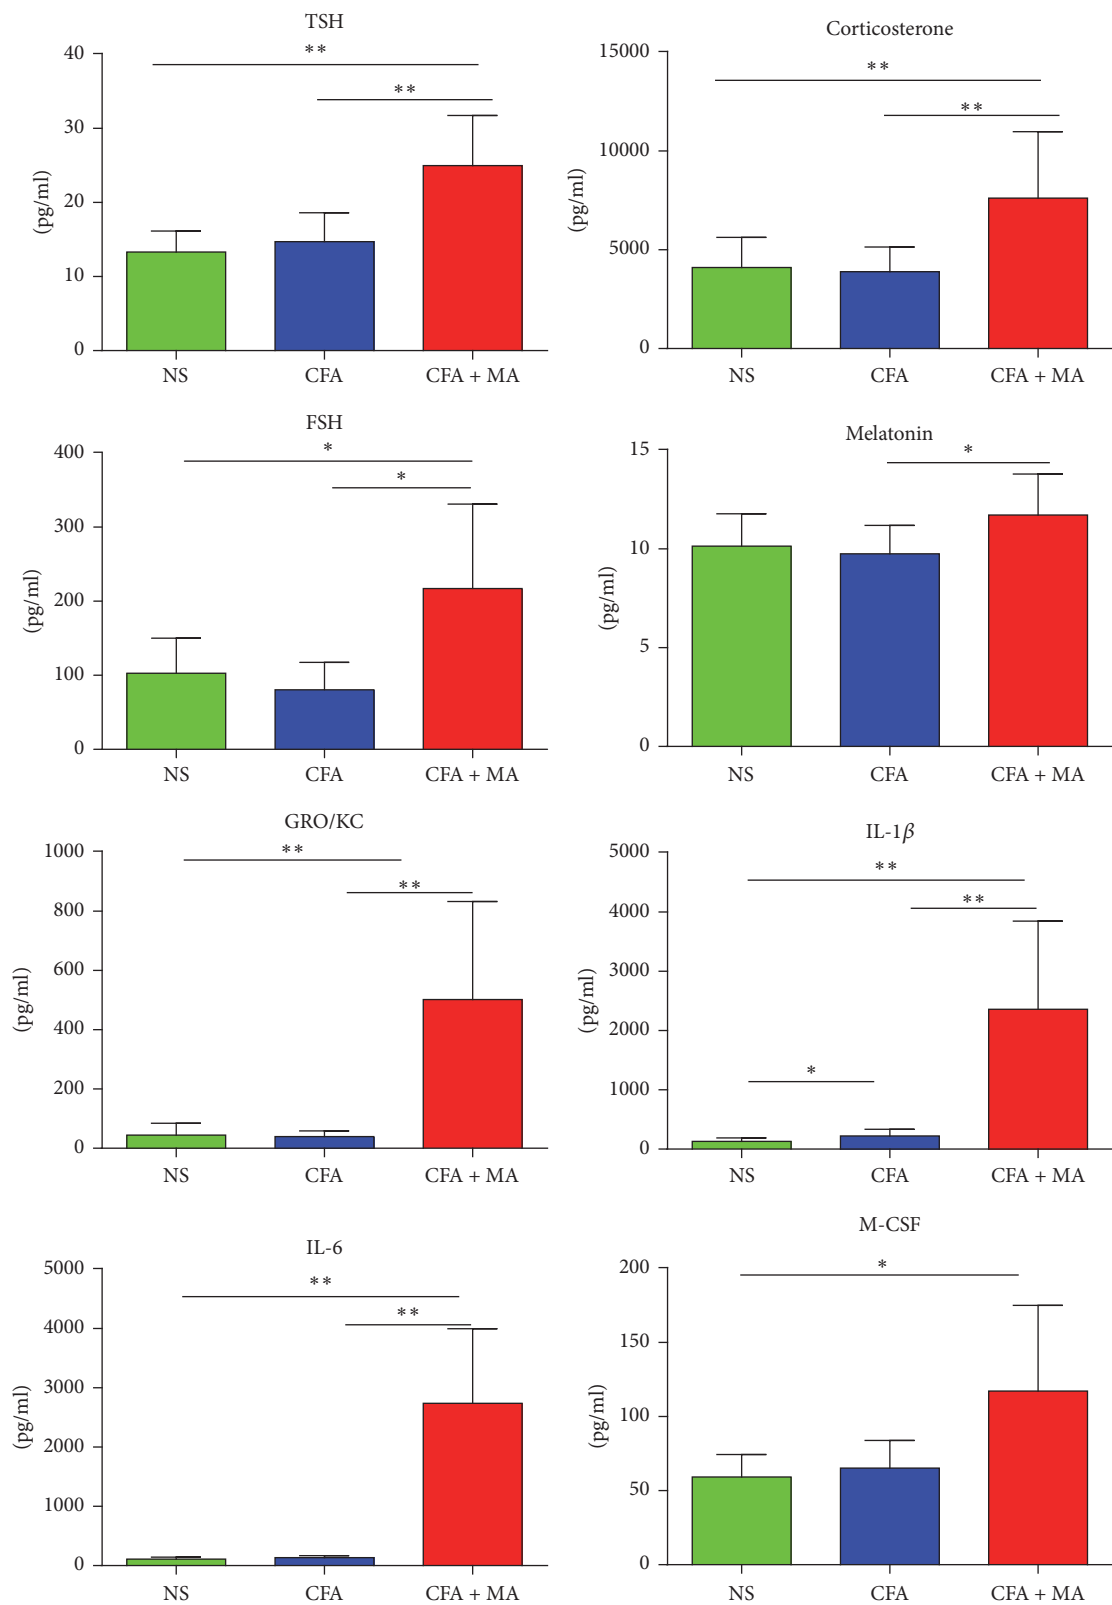 TSH
**
**
40
30
20
10
0
(pg/ml)
NS CFA CFA + MA
Corticosterone
**
**
15000
10000
5000
0
(pg/ml)
NS CFA CFA + MA
FSH
*
*
400
300
200
100
0
(pg/ml)
NS CFA CFA + MA
Melatonin
*
15
10
5
0
(pg/ml)
NS CFA CFA + MA
GRO/KC
**
**
1000
800
600
400
200
0
(pg/ml)
NS CFA CFA + MA
IL-1β
**
**
*
5000
4000
3000
2000
1000
0
(pg/ml)
NS CFA CFA + MA
IL-6
**
**
5000
4000
3000
2000
1000
0
(pg/ml)
NS CFA CFA + MA
M-CSF
*
200
150
100
50
0
(pg/ml)
NS CFA CFA + MA